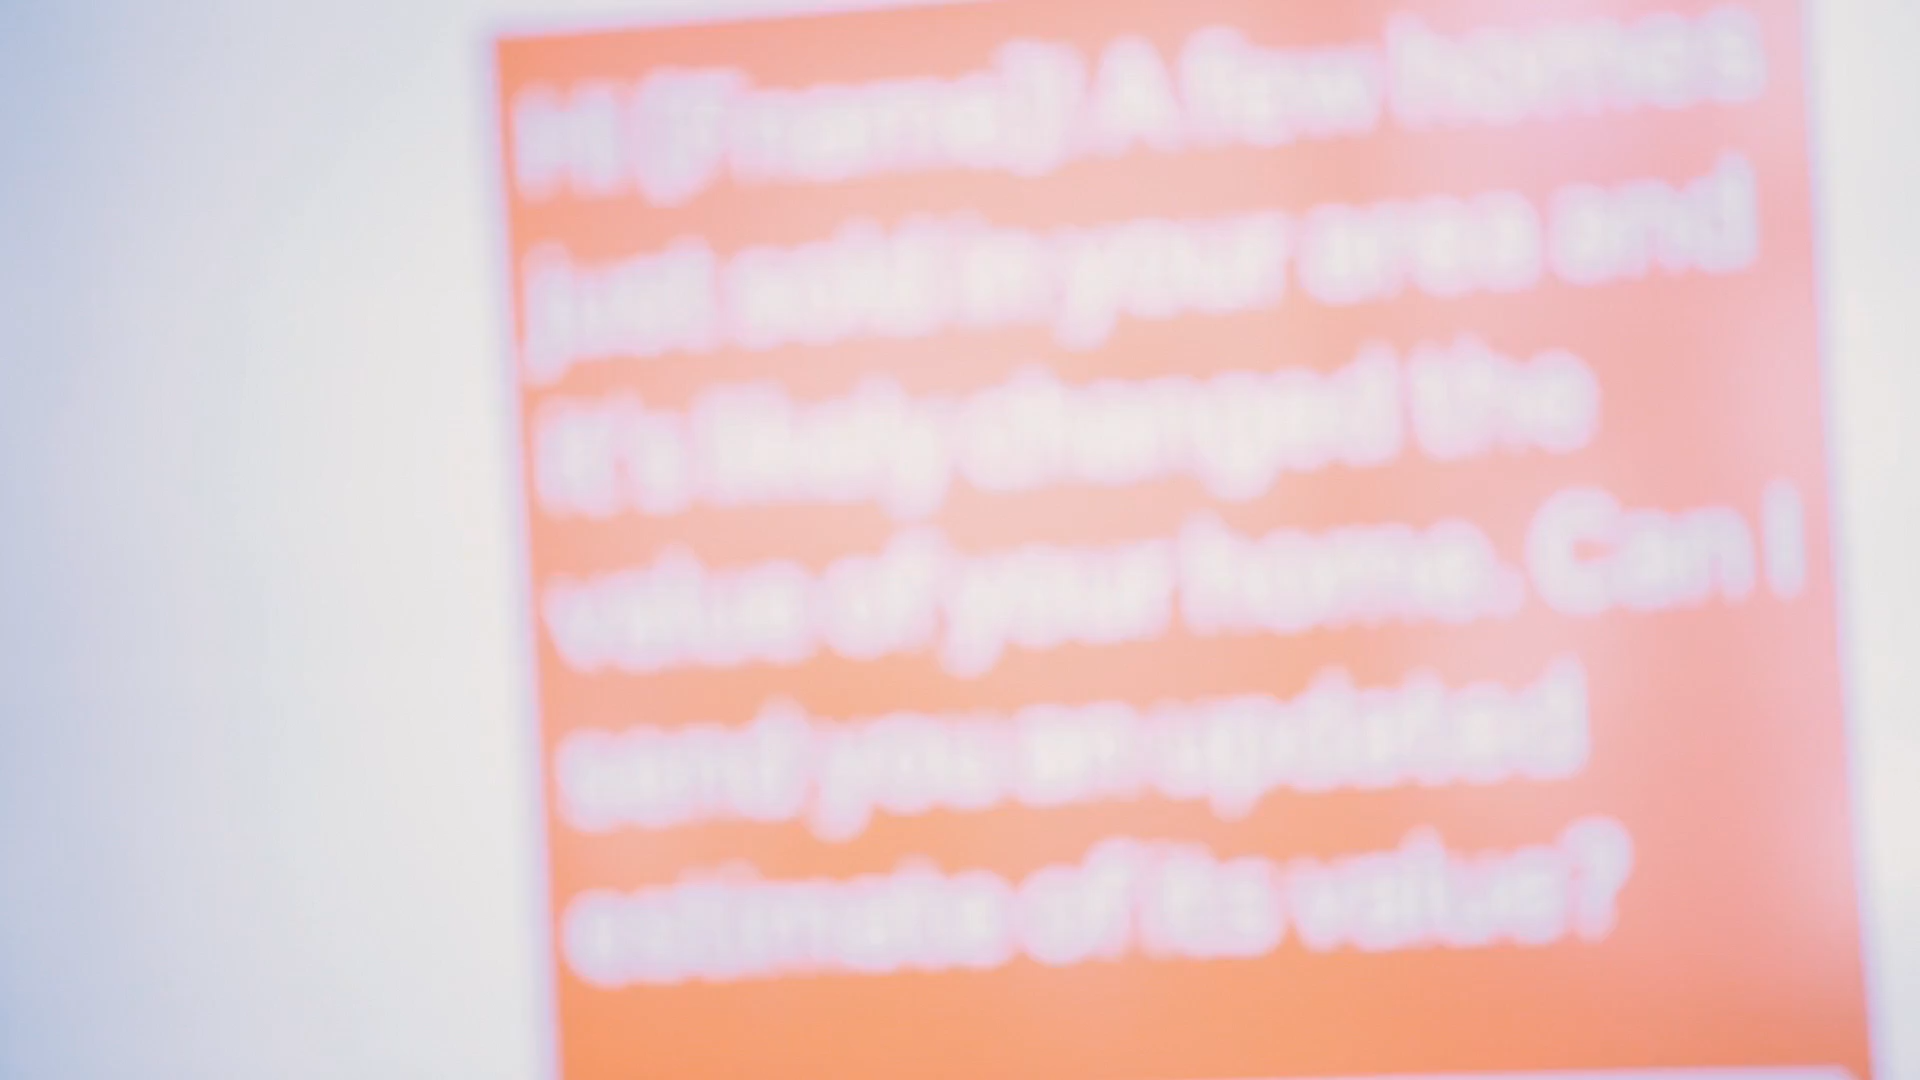 Hi [Fname] A few homes
just sold in your area and
it's likely changed the
value of your home. Can I
send you an updated
estimate of its value?